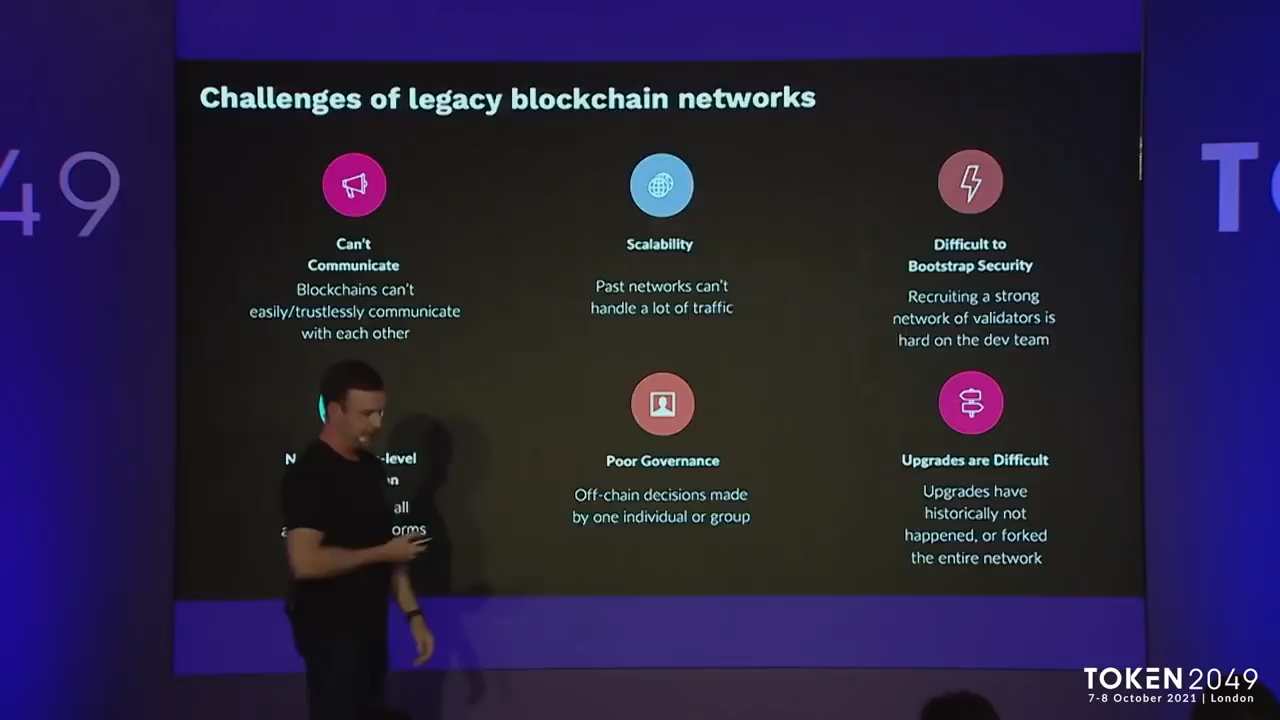 Challenges of legacy blockchain networks
49
T
Can't
Communicate
Blockchains can't
easily/trustlessly communicate
with each other
Scalability
Past networks can't
handle a lot of traffic
Difficult to
Bootstrap Security
Recruiting a strong
network of validators is
hard on the dev team
-level
all
Poor Governance
Off-chain decisions made
by one individual or group
Upgrades are Difficult
Upgrades have
historically not
happened, or forked
the entire network
TOKEN2049
7-8 October 2021 | London